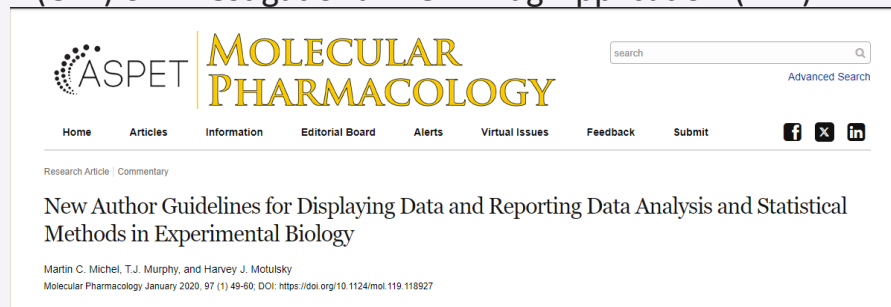 ASPET
MOLECULAR
PHARMACOLOGY
search
Advanced Search
Home Articles Information Editorial Board Alerts Virtual Issues Feedback Submit
Research Article | Commentary
New Author Guidelines for Displaying Data and Reporting Data Analysis and Statistical
Methods in Experimental Biology
Martin C. Michel, T.J. Murphy, and Harvey J. Motulsky
Molecular Pharmacology January 2020, 97 (1) 49-60; DOI: https://doi.org/10.1124/mol.119.118927